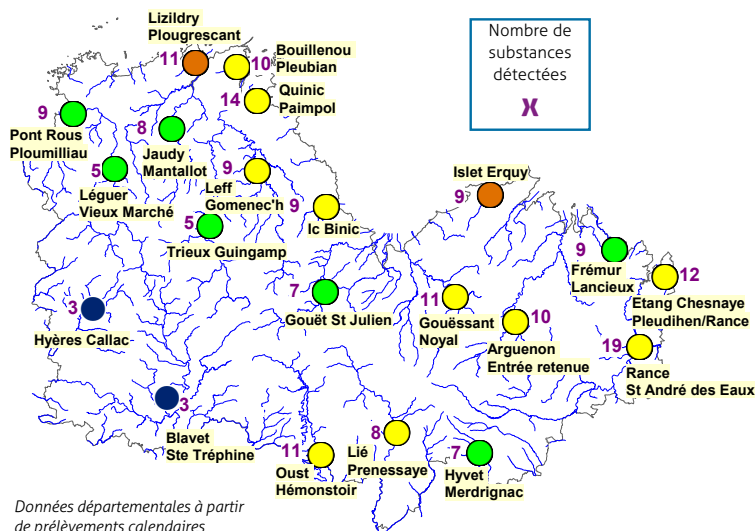 Lizildry
Plougrescant
11
Bouillenou
Pleubian
10
Quinic
Paimpol
14
Nombre de
substances
détectées
X
9
Pont Rous
Ploumilliau
8
Jaudy
Mantallot
5
Léguer
Vieux Marché
9
Leff
Gomenec'h
Islet Erquy
9
9
Ic Binic
5
Trieux Guingamp
9
Frémur
Lancieux
12
Etang Chesnaye
Pleudihen/Rance
7
Gouët St Julien
11
Gouëssant
Noyal
10
Arguenon
Entrée retenue
3
Hyères Callac
19
Rance
St André des Eaux
3
Blavet
Ste Tréphine
8
Lié
Prenessaye
11
Oust
Hémonstoir
7
Hyvet
Merdrignac
Données départementales à partir
de prélèvements calendaires